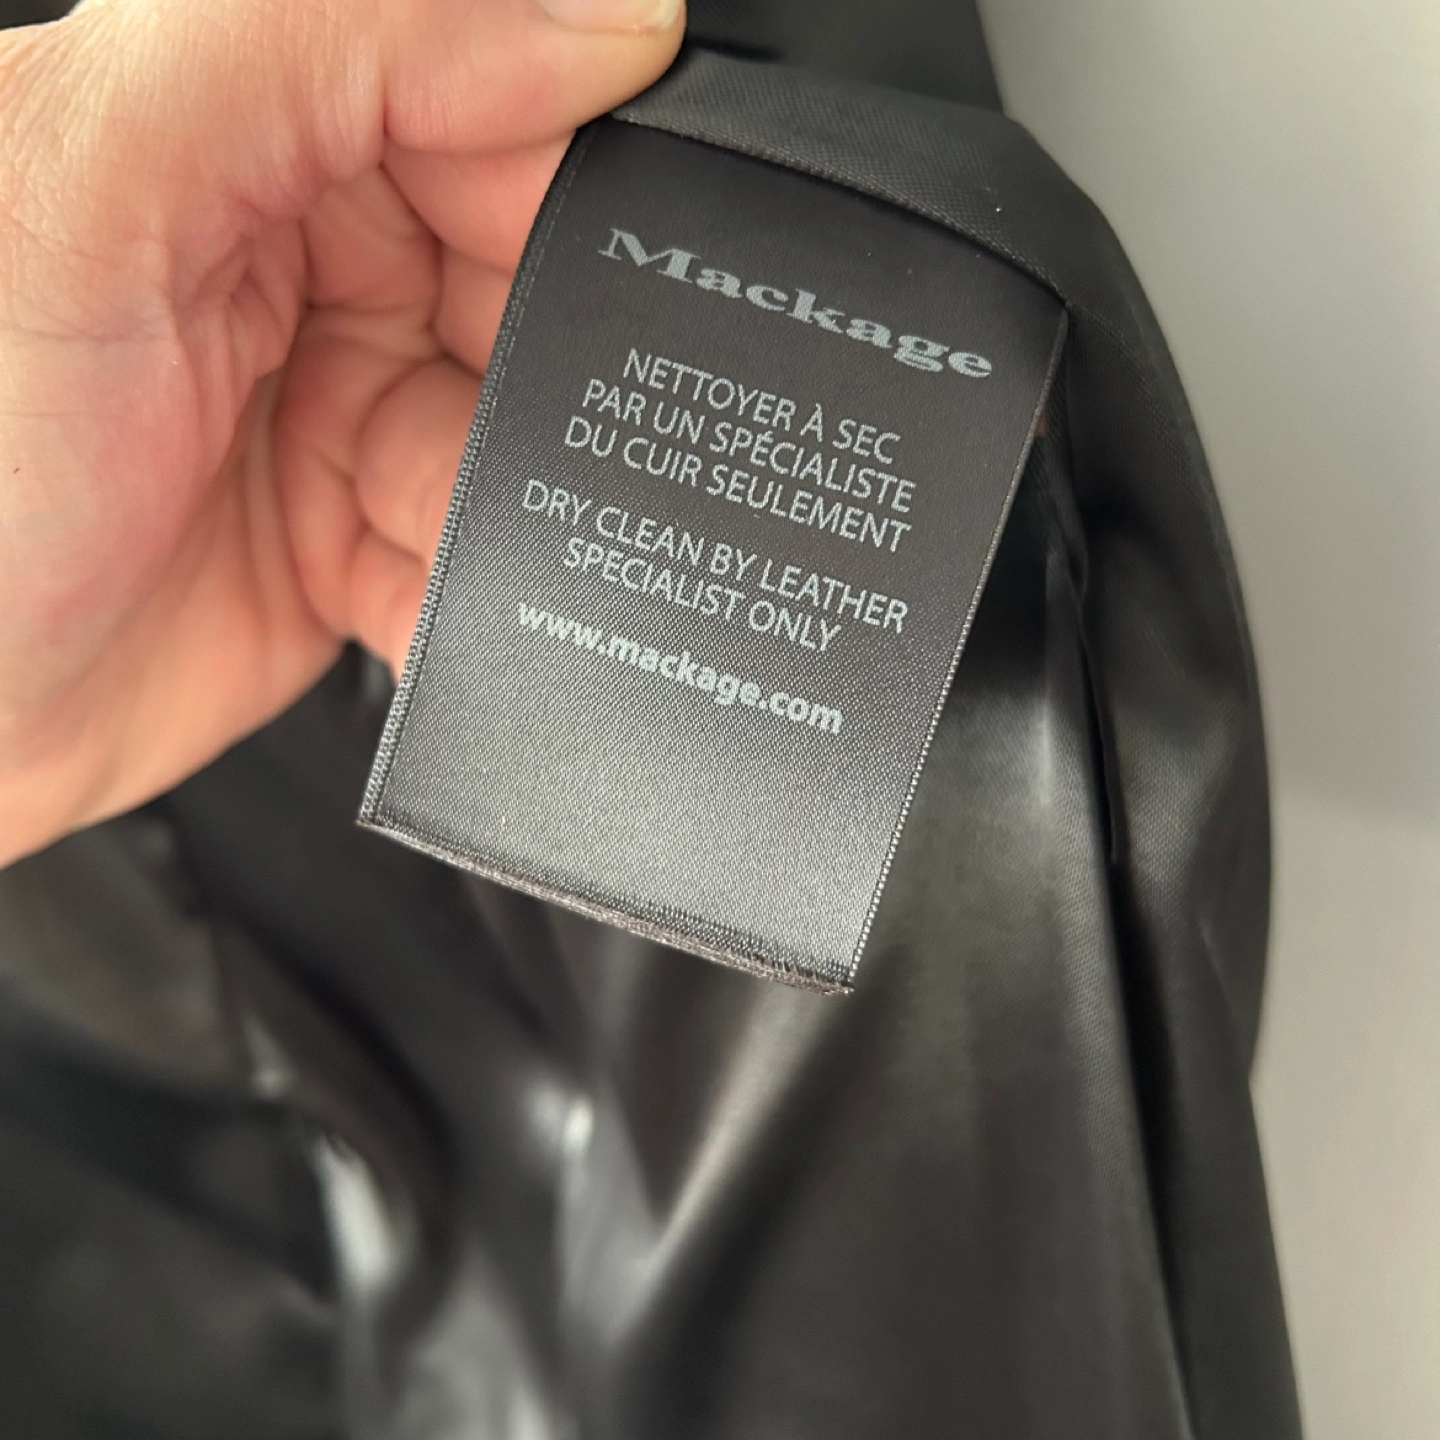 Mackage
NETTOYER À SEC
PAR UN SPÉCIALISTE
DU CUIR SEULEMENT
DRY CLEAN BY LEATHER
SPECIALIST ONLY
www.mackage.com